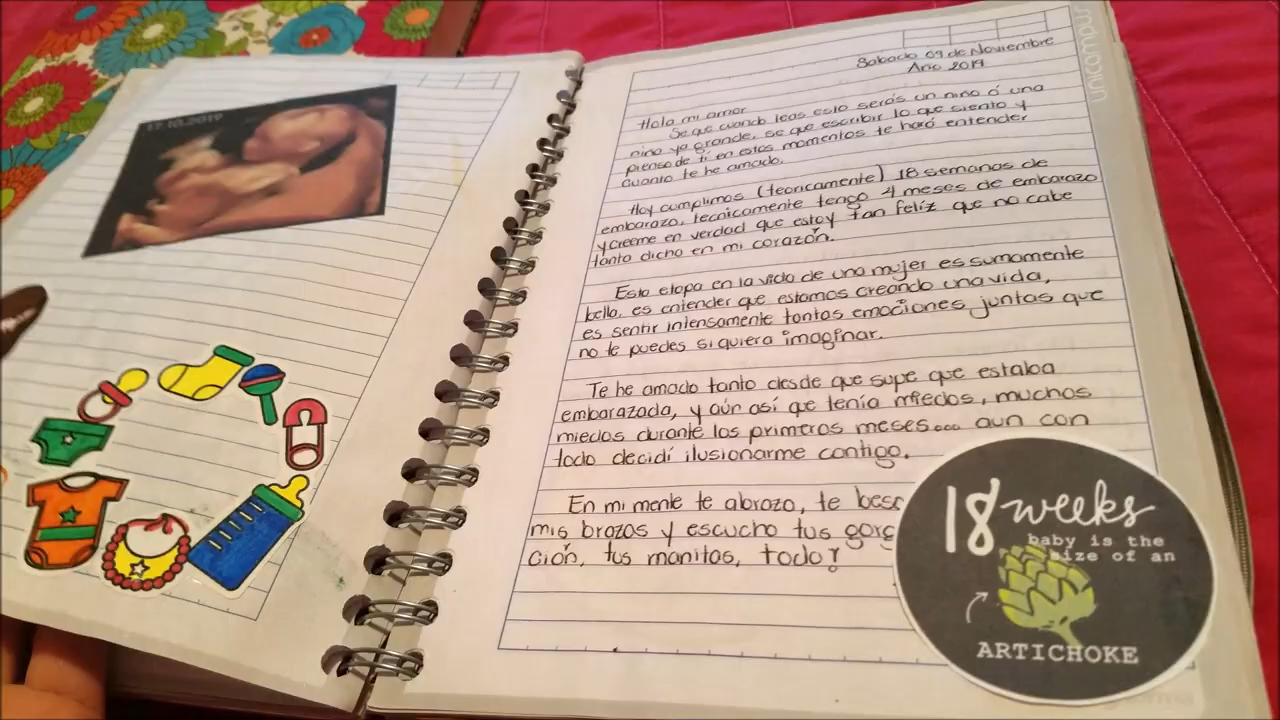 17.10.2019
unicampus
Sabado 09 de Noviembre
Año 2019
Hola mi amor
Se que cuando leas esto serás un niño ó una
niña ya grande, se que escribir lo que siento y
pienso de ti en estos momentos te hará entender
cuanto te he amado.
Hoy cumplimos (teoricamente) 18 semanas de
embarazo, tecnicamente tengo 4 meses de embarazo
y creeme en verdad que estoy tan felíz que no cabe
tanta dicha en mi corazón.
Esta etapa en la vida de una mujer es sumamente
bella, es entender que estamos creando una vida,
es sentir intensamente tantas emociones juntas que
no te puedes si quiera imaginar.
Te he amado tanto desde que supe que estaba
embarazada, y aún así que tenía miedos, muchos
miedos durante los primeros meses... aun con
todo decidí ilusionarme contigo.
En mi mente te abrazo, te besc
mis brazos y escucho tus gorg
ción, tus manitas, todo!
18 weeks
baby is the
size of an
ARTICHOKE